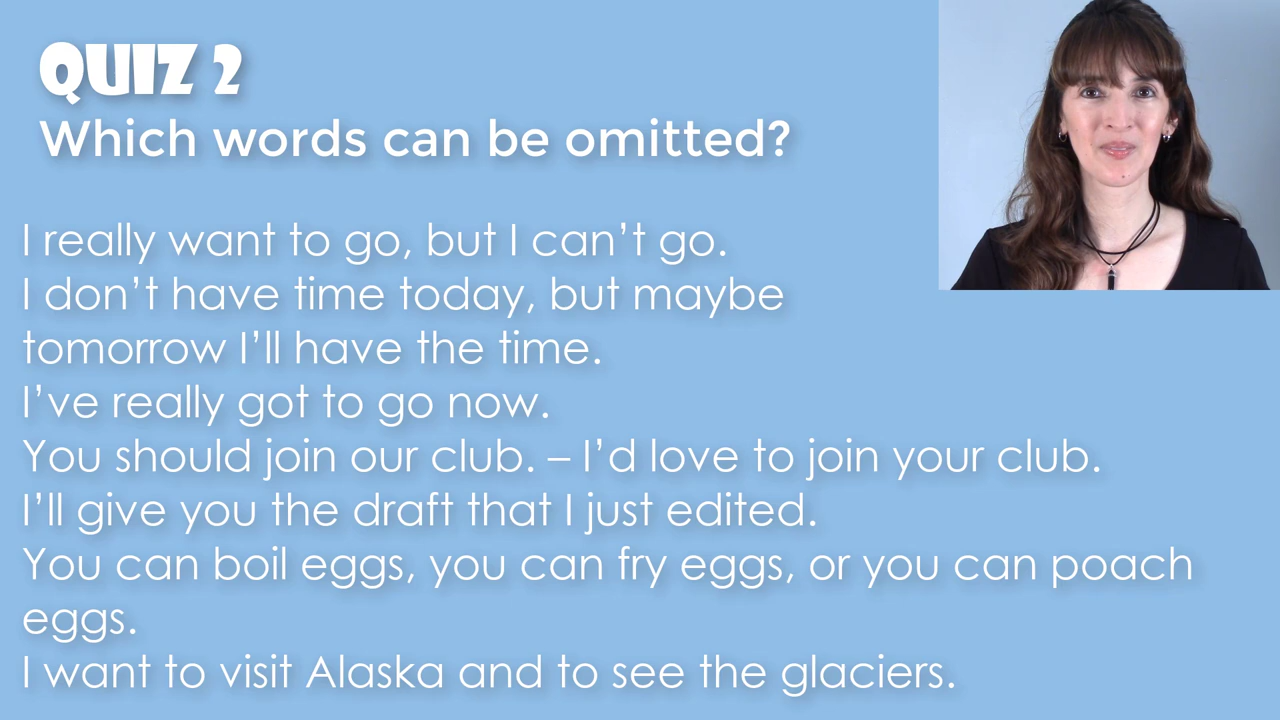 QUIZ 2
Which words can be omitted?
I really want to go, but I can’t go.
I don’t have time today, but maybe
tomorrow I’ll have the time.
I’ve really got to go now.
You should join our club. – I’d love to join your club.
I’ll give you the draft that I just edited.
You can boil eggs, you can fry eggs, or you can poach
eggs.
I want to visit Alaska and to see the glaciers.